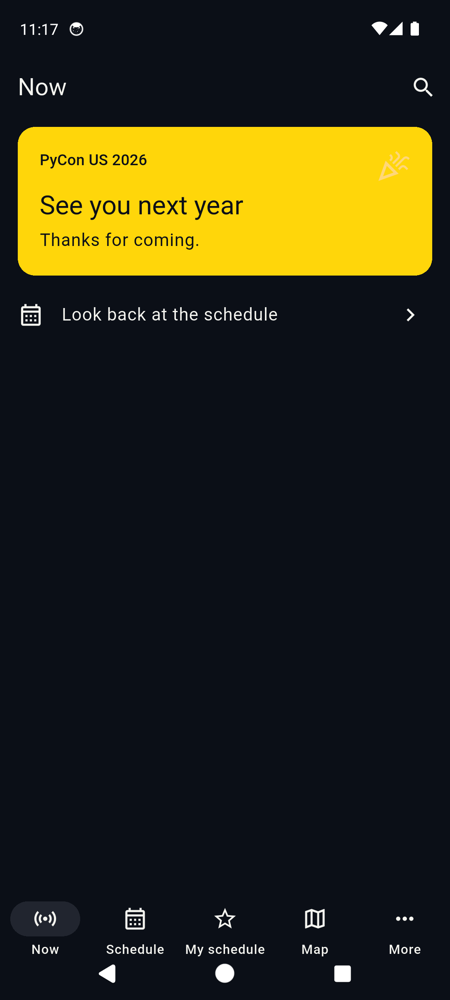 11:17
Now
PyCon US 2026
See you next year
Thanks for coming.
Look back at the schedule
Now
Schedule
My schedule
Map
More